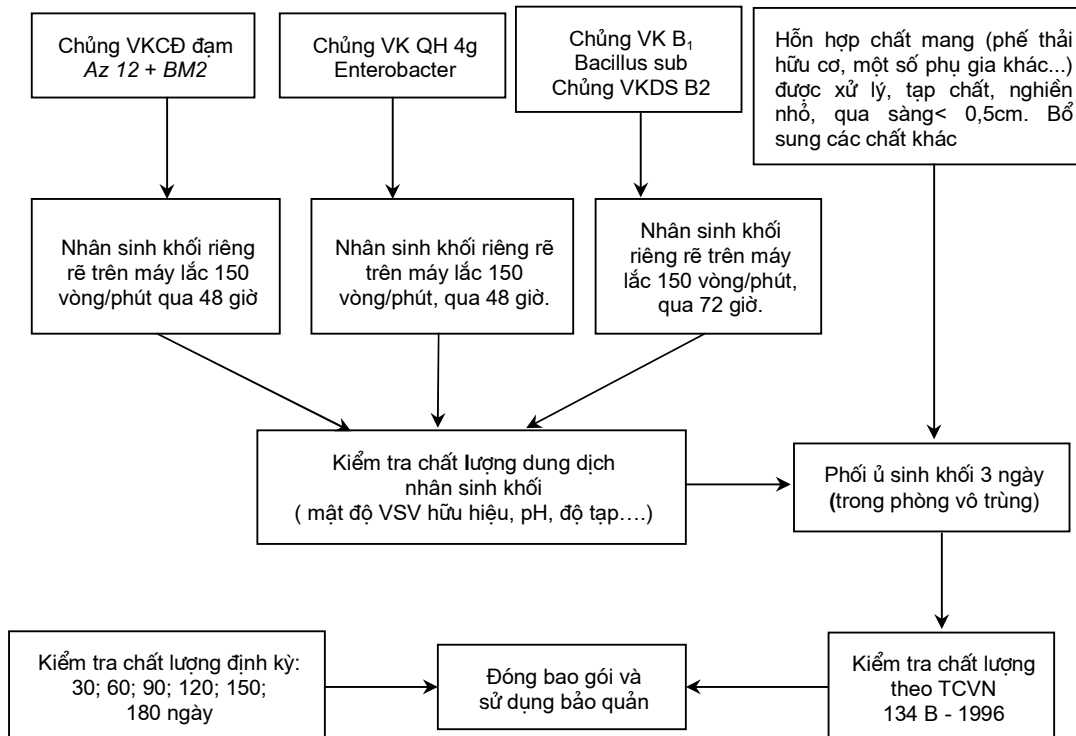 Chủng VKCĐ đạm
Az 12 + BM2
Chủng VK QH 4g
Enterobacter
Chủng VK B₁
Bacillus sub
Chủng VKDS B2
Hỗn hợp chất mang (phế thải
hữu cơ, một số phụ gia khác...)
được xử lý, tạp chất, nghiền
nhỏ, qua sàng< 0,5cm. Bổ
sung các chất khác
Nhân sinh khối riêng
rẽ trên máy lắc 150
vòng/phút qua 48 giờ
Nhân sinh khối riêng rẽ
trên máy lắc 150
vòng/phút, qua 48 giờ.
Nhân sinh khối
riêng rẽ trên máy
lắc 150 vòng/phút,
qua 72 giờ.
Kiểm tra chất lượng dung dịch
nhân sinh khối
( mật độ VSV hữu hiệu, pH, độ tạp….)
Phối ủ sinh khối 3 ngày
(trong phòng vô trùng)
Kiểm tra chất lượng định kỳ:
30; 60; 90; 120; 150;
180 ngày
Đóng bao gói và
sử dụng bảo quản
Kiểm tra chất lượng
theo TCVN
134 B - 1996